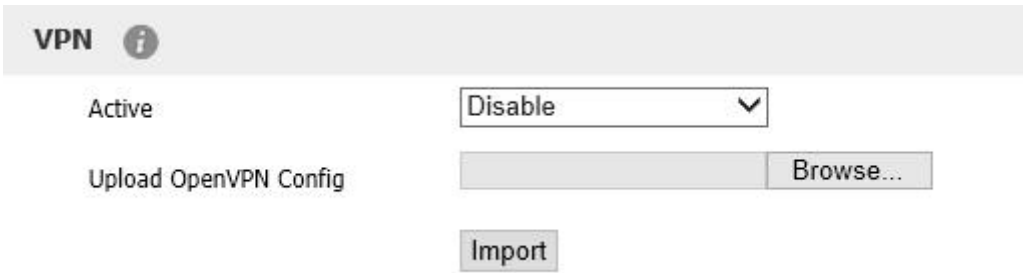 VPN
Active Disable
Upload OpenVPN Config Browse...
Import